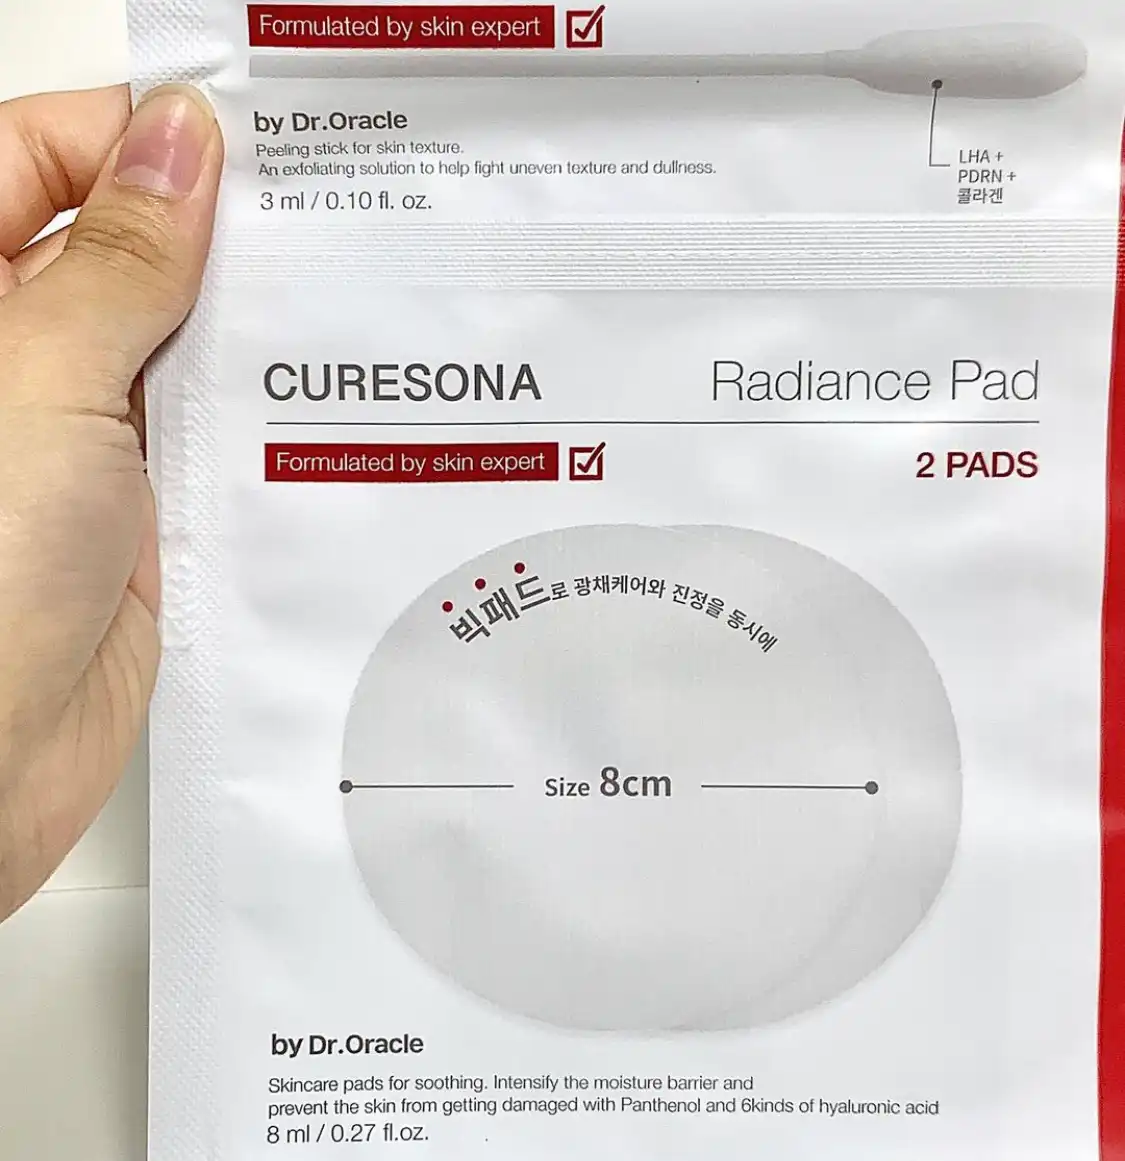 Formulated by skin expert
by Dr.Oracle
Peeling stick for skin texture.
An exfoliating solution to help fight uneven texture and dullness.
3 ml / 0.10 fl. oz.
LHA +
PDRN +
콜라겐
CURESONA
Radiance Pad
Formulated by skin expert
2 PADS
빅패드로 광채케어와 진정을 동시에
Size 8cm
by Dr.Oracle
Skincare pads for soothing. Intensify the moisture barrier and
prevent the skin from getting damaged with Panthenol and 6kinds of hyaluronic acid
8 ml / 0.27 fl.oz.